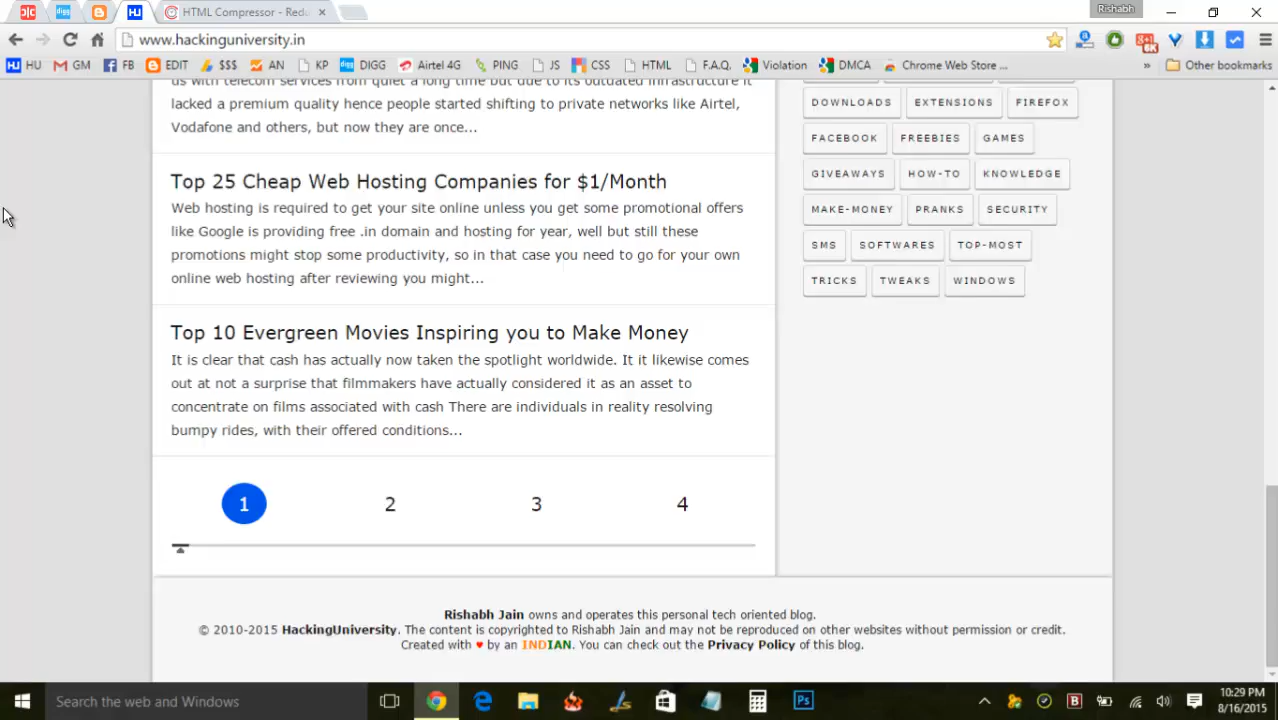 digg
HU
HTML Compressor - Redu
Rishabh
www.hackinguniversity.in
HU GM FB EDIT $$$ AN KP DIGG Airtel 4G PING JS CSS HTML F.A.Q. Violation DMCA Chrome Web Store ... » Other bookmarks
us with telecom services from quiet a long time but due to its outdated infrastructure it
lacked a premium quality hence people started shifting to private networks like Airtel,
Vodafone and others, but now they are once...
Top 25 Cheap Web Hosting Companies for $1/Month
Web hosting is required to get your site online unless you get some promotional offers
like Google is providing free .in domain and hosting for year, well but still these
promotions might stop some productivity, so in that case you need to go for your own
online web hosting after reviewing you might...
Top 10 Evergreen Movies Inspiring you to Make Money
It is clear that cash has actually now taken the spotlight worldwide. It it likewise comes
out at not a surprise that filmmakers have actually considered it as an asset to
concentrate on films associated with cash There are individuals in reality resolving
bumpy rides, with their offered conditions...
1 2 3 4
DOWNLOADS EXTENSIONS FIREFOX
FACEBOOK FREEBIES GAMES
GIVEAWAYS HOW-TO KNOWLEDGE
MAKE-MONEY PRANKS SECURITY
SMS SOFTWARES TOP-MOST
TRICKS TWEAKS WINDOWS
Rishabh Jain owns and operates this personal tech oriented blog.
© 2010-2015 HackingUniversity. The content is copyrighted to Rishabh Jain and may not be reproduced on other websites without permission or credit.
Created with ♥ by an INDIAN. You can check out the Privacy Policy of this blog.
Search the web and Windows
Ps
B
10:29 PM
8/16/2015